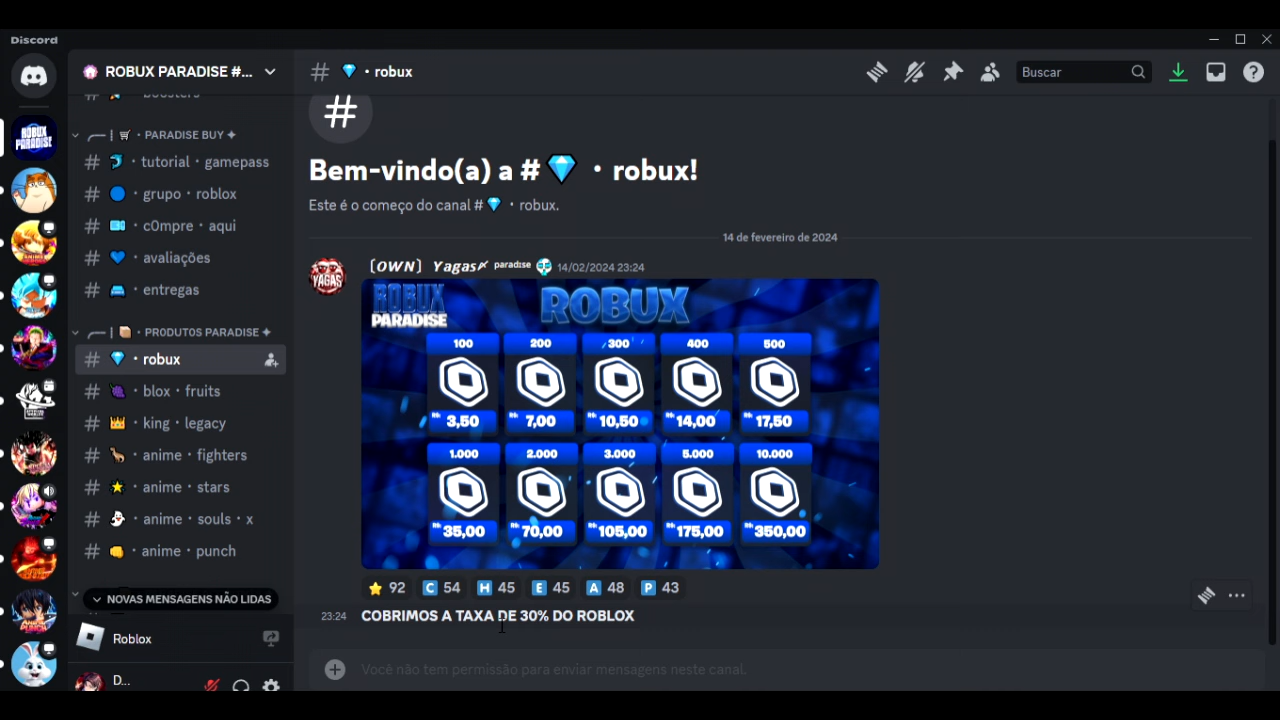 Discord
ROBUX PARADISE #...
# 💎・robux
Buscar
boosters
| 🛒・PARADISE BUY ✦
# ・tutorial・gamepass
# 🔵・grupo・roblox
# ・c0mpre・aqui
# 💙・avaliações
# ・entregas
| 📦・PRODUTOS PARADISE ✦
# 💎・robux
# 🍇・blox・fruits
# 👑・king・legacy
# ・anime・fighters
# ⭐・anime・stars
# 👻・anime・souls・x
# 👊・anime・punch
NOVAS MENSAGENS NÃO LIDAS
Roblox
D...
ROBUX
PARADISE
YAGAS
#
Bem-vindo(a) a #💎・robux!
Este é o começo do canal #💎・robux.
14 de fevereiro de 2024
〔OWN〕 Yagas paradise 14/02/2024 23:24
ROBUX
PARADISE
ROBUX
100 200 300 400 500
R$ 3,50 R$ 7,00 R$ 10,50 R$ 14,00 R$ 17,50
1.000 2.000 3.000 5.000 10.000
R$ 35,00 R$ 70,00 R$ 105,00 R$ 175,00 R$ 350,00
⭐ 92 C 54 H 45 E 45 A 48 P 43
23:24 COBRIMOS A TAXA DE 30% DO ROBLOX
Você não tem permissão para enviar mensagens neste canal.